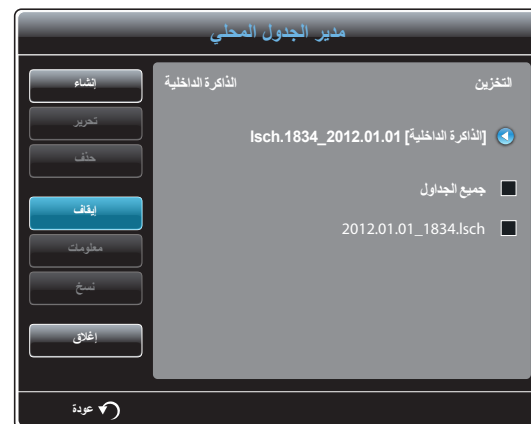 مدير الجدول المحلي
التخزين الذاكرة الداخلية
[الذاكرة الداخلية] lsch.1834_2012.01.01
جميع الجداول
2012.01.01_1834.lsch
إنشاء
تحرير
حذف
إيقاف
معلومات
نسخ
إغلاق
عودة